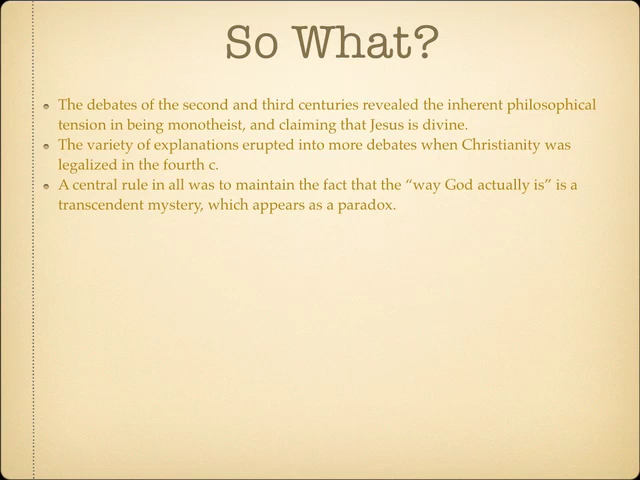 So What?
The debates of the second and third centuries revealed the inherent philosophical
tension in being monotheist, and claiming that Jesus is divine.
The variety of explanations erupted into more debates when Christianity was
legalized in the fourth c.
A central rule in all was to maintain the fact that the “way God actually is” is a
transcendent mystery, which appears as a paradox.